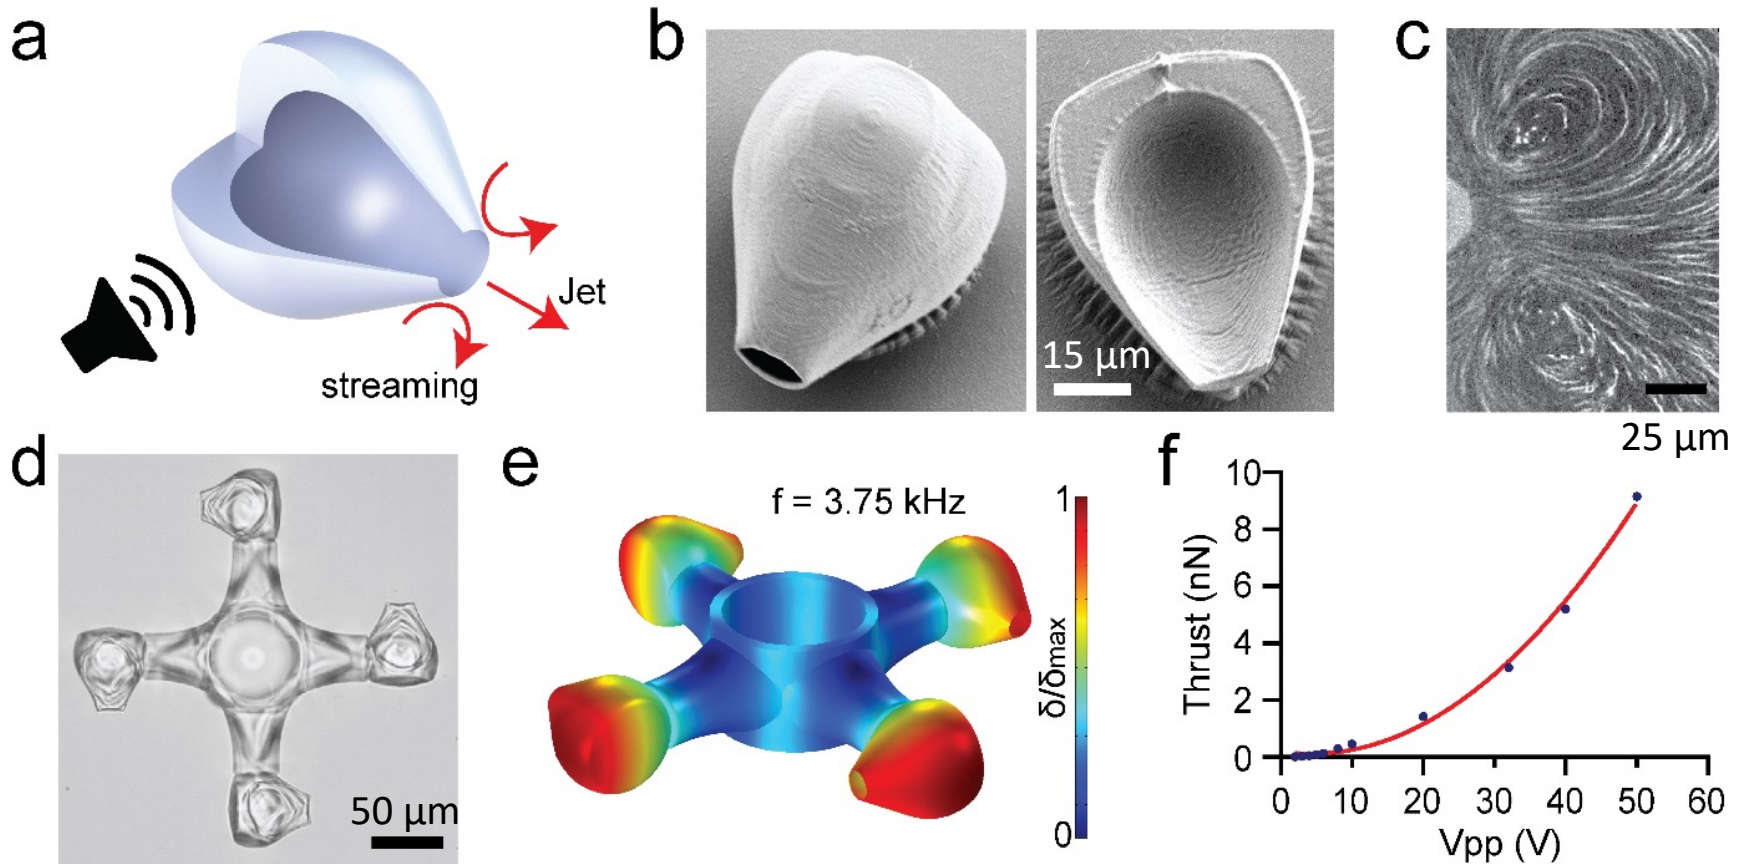 a
Jet
streaming
b
15 µm
c
25 µm
d
50 µm
e
f = 3.75 kHz
1
δ/δmax
0
f
10
8
6
4
2
0
Thrust (nN)
0 10 20 30 40 50 60
Vpp (V)